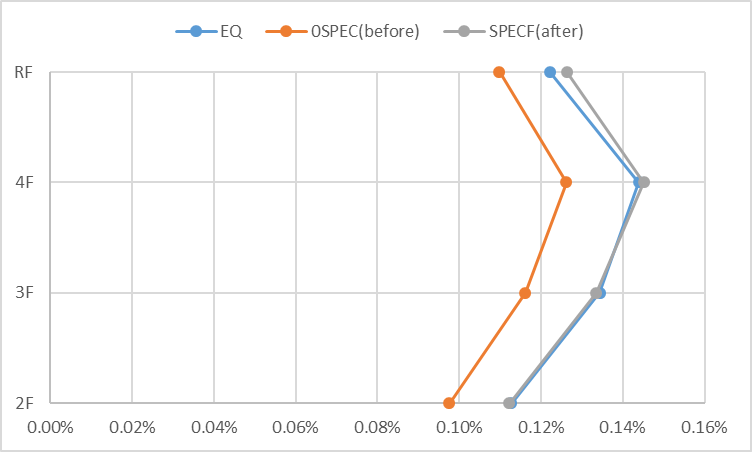 EQ 0SPEC(before) SPECF(after)
RF
4F
3F
2F
0.00% 0.02% 0.04% 0.06% 0.08% 0.10% 0.12% 0.14% 0.16%